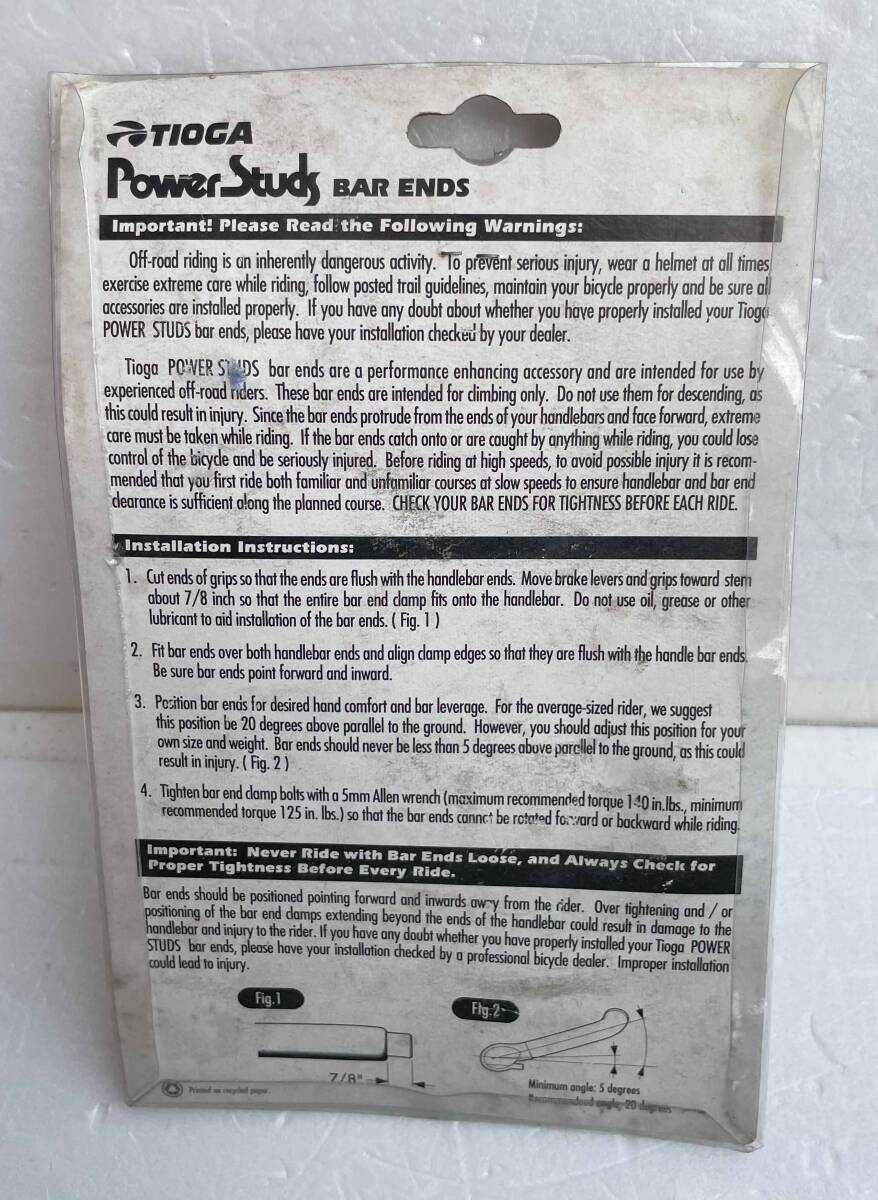 TIOGA
Power Studs BAR ENDS
Important! Please Read the Following Warnings:
Off-road riding is an inherently dangerous activity. To prevent serious injury, wear a helmet at all times,
exercise extreme care while riding, follow posted trail guidelines, maintain your bicycle properly and be sure all
accessories are installed properly. If you have any doubt about whether you have properly installed your Tioga
POWER STUDS bar ends, please have your installation checked by your dealer.
Tioga POWER STUDS bar ends are a performance enhancing accessory and are intended for use by
experienced off-road riders. These bar ends are intended for climbing only. Do not use them for descending, as
this could result in injury. Since the bar ends protrude from the ends of your handlebars and face forward, extreme
care must be taken while riding. If the bar ends catch onto or are caught by anything while riding, you could lose
control of the bicycle and be seriously injured. Before riding at high speeds, to avoid possible injury it is recom-
mended that you first ride both familiar and unfamiliar courses at slow speeds to ensure handlebar and bar end
clearance is sufficient along the planned course. CHECK YOUR BAR ENDS FOR TIGHTNESS BEFORE EACH RIDE.
Installation Instructions:
1. Cut ends of grips so that the ends are flush with the handlebar ends. Move brake levers and grips toward stem
about 7/8 inch so that the entire bar end clamp fits onto the handlebar. Do not use oil, grease or other
lubricant to aid installation of the bar ends. ( Fig. 1 )
2. Fit bar ends over both handlebar ends and align clamp edges so that they are flush with the handle bar ends.
Be sure bar ends point forward and inward.
3. Position bar ends for desired hand comfort and bar leverage. For the average-sized rider, we suggest
this position be 20 degrees above parallel to the ground. However, you should adjust this position for your
own size and weight. Bar ends should never be less than 5 degrees above parallel to the ground, as this could
result in injury. ( Fig. 2 )
4. Tighten bar end clamp bolts with a 5mm Allen wrench (maximum recommended torque 140 in.lbs., minimum
recommended torque 125 in. lbs.) so that the bar ends cannot be rotated forward or backward while riding.
Important: Never Ride with Bar Ends Loose, and Always Check for
Proper Tightness Before Every Ride.
Bar ends should be positioned pointing forward and inwards away from the rider. Over tightening and / or
positioning of the bar end clamps extending beyond the ends of the handlebar could result in damage to the
handlebar and injury to the rider. If you have any doubt whether you have properly installed your Tioga POWER
STUDS bar ends, please have your installation checked by a professional bicycle dealer. Improper installation
could lead to injury.
Fig.1
Fig.2
7/8"
Minimum angle: 5 degrees
Recommended angle, 20 degrees
Printed on recycled paper.